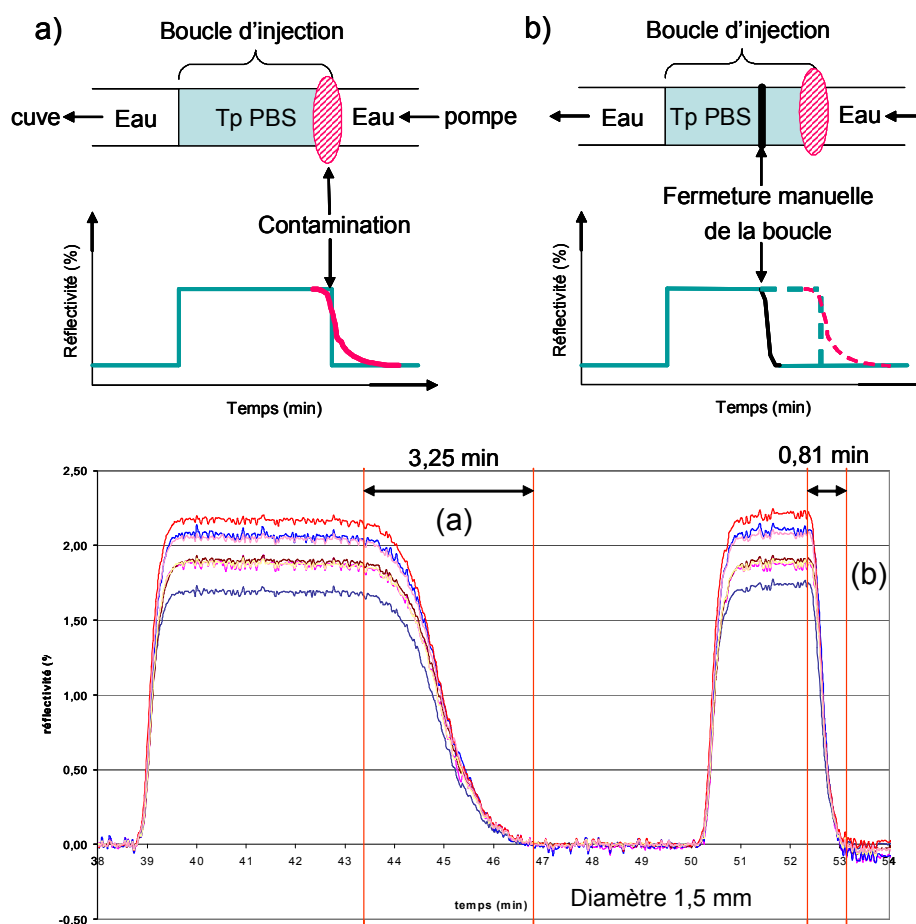 a)
Boucle d'injection
cuve
Eau
Tp PBS
Eau
pompe
Contamination
Réflectivité (%)
Temps (min)
b)
Boucle d'injection
Eau
Tp PBS
Eau
Fermeture manuelle
de la boucle
Réflectivité (%)
Temps (min)
3,25 min
0,81 min
(a)
(b)
2,50
2,00
1,50
1,00
0,50
0,00
-0,50
réflectivité (%
38 39 40 41 42 43 44 45 46 47 48 49 50 51 52 53 54
temps (min)
Diamètre 1,5 mm